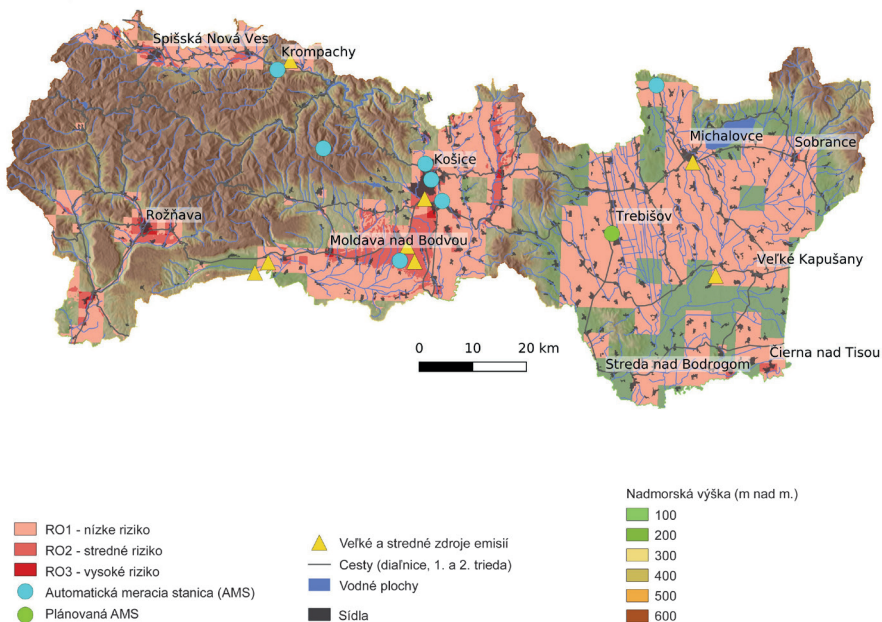 Spišská Nová Ves
Krompachy
Michalovce
Sobrance
Košice
Rožňava
Trebišov
Moldava nad Bodvou
Veľké Kapušany
0 10 20 km
Čierna nad Tisou
Streda nad Bodrogom
RO1 - nízke riziko
RO2 - stredné riziko
RO3 - vysoké riziko
Automatická meracia stanica (AMS)
Plánovaná AMS
Veľké a stredné zdroje emisií
Cesty (diaľnice, 1. a 2. trieda)
Vodné plochy
Sídla
Nadmorská výška (m nad m.)
100
200
300
400
500
600